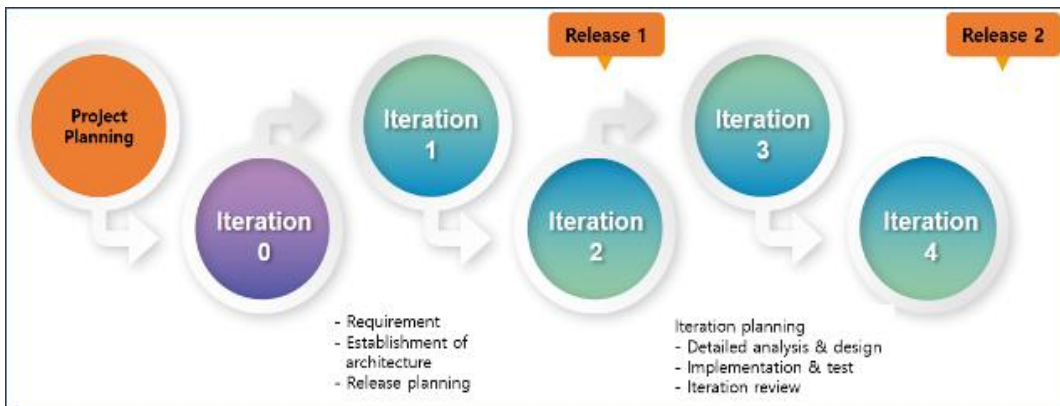 Project
Planning
Iteration
0
Iteration
1
Release 1
Iteration
2
Iteration
3
Release 2
Iteration
4
- Requirement
- Establishment of
architecture
- Release planning
Iteration planning
- Detailed analysis & design
- Implementation & test
- Iteration review